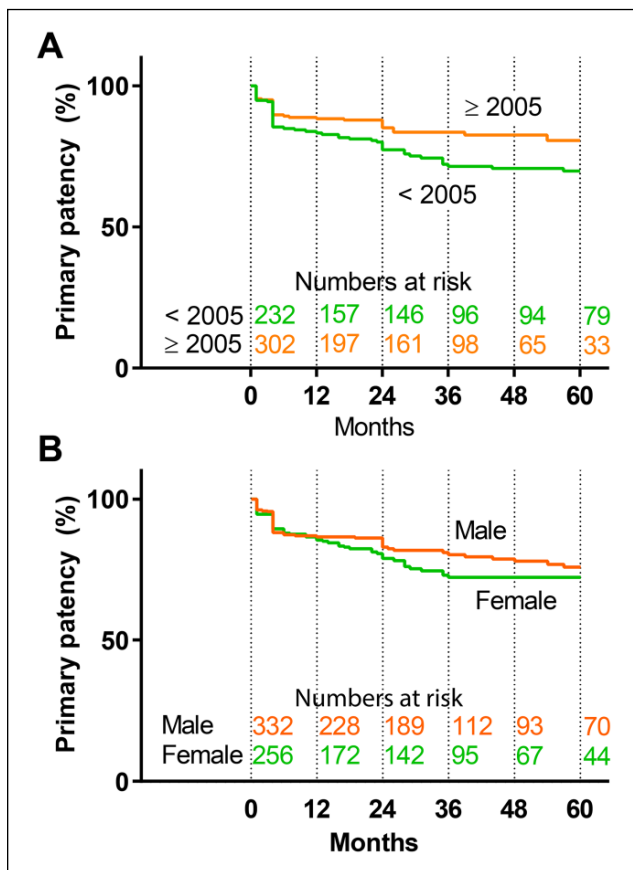 A
Primary patency (%)
100
50
0
≥ 2005
< 2005
Numbers at risk
< 2005 232 157 146 96 94 79
≥ 2005 302 197 161 98 65 33
0 12 24 36 48 60
Months
B
Primary patency (%)
100
50
0
Male
Female
Numbers at risk
Male 332 228 189 112 93 70
Female 256 172 142 95 67 44
0 12 24 36 48 60
Months